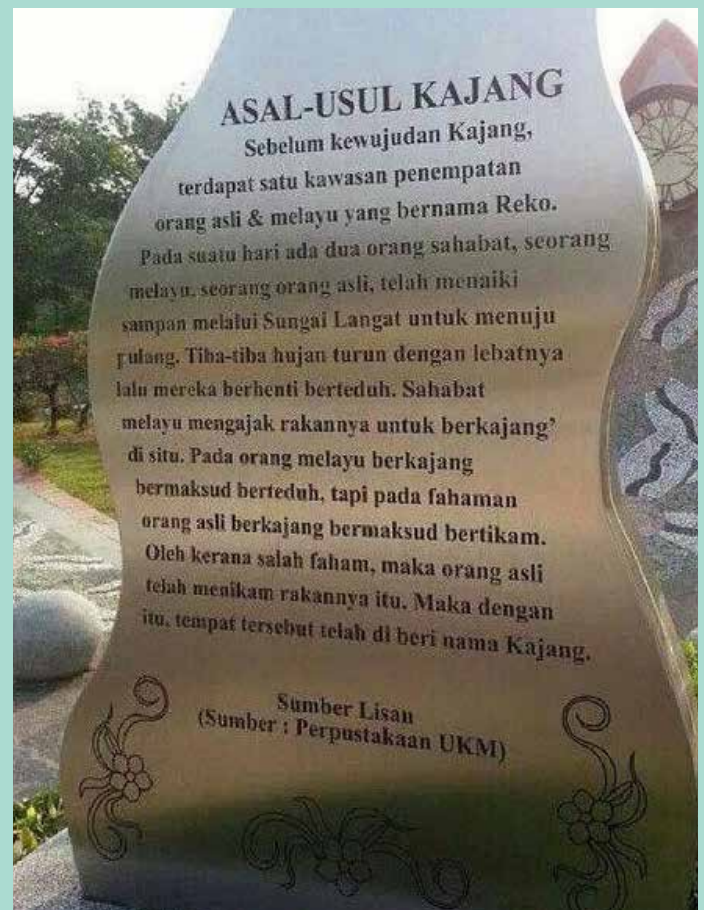 ASAL-USUL KAJANG
Sebelum kewujudan Kajang,
terdapat satu kawasan penempatan
orang asli & melayu yang bernama Reko.
Pada suatu hari ada dua orang sahabat, seorang
melayu, seorang orang asli, telah menaiki
sampan melalui Sungai Langat untuk menuju
pulang. Tiba-tiba hujan turun dengan lebatnya
lalu mereka berhenti berteduh. Sahabat
melayu mengajak rakannya untuk berkajang’
di situ. Pada orang melayu berkajang
bermaksud berteduh, tapi pada fahaman
orang asli berkajang bermaksud bertikam.
Oleh kerana salah faham, maka orang asli
telah menikam rakannya itu. Maka dengan
itu, tempat tersebut telah di beri nama Kajang.
Sumber Lisan
(Sumber : Perpustakaan UKM)